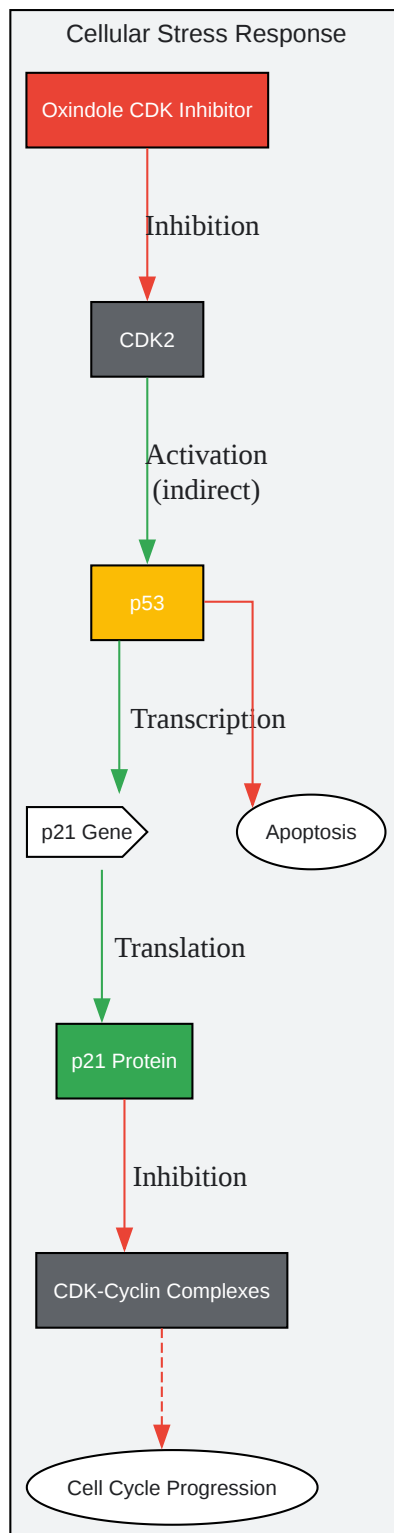 Cellular Stress Response
Oxindole CDK Inhibitor
Inhibition
CDK2
Activation
(indirect)
p53
Transcription
p21 Gene
Apoptosis
Translation
p21 Protein
Inhibition
CDK-Cyclin Complexes
Cell Cycle Progression